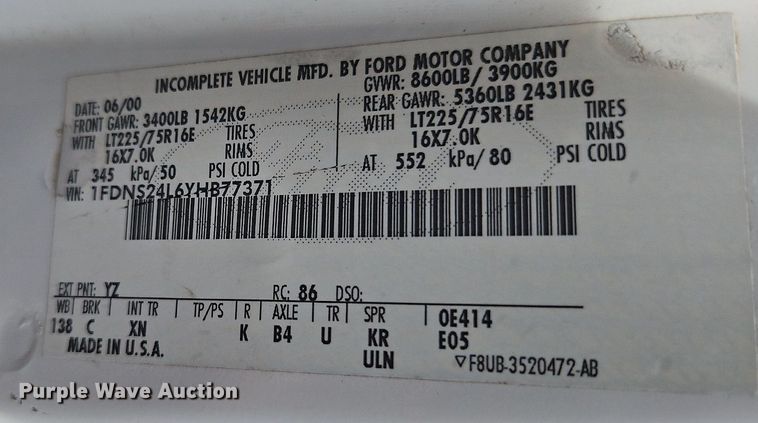 INCOMPLETE VEHICLE MFD. BY FORD MOTOR COMPANY
DATE: 06/00 GVWR: 8600LB/ 3900KG
FRONT GAWR: 3400LB 1542KG REAR GAWR: 5360LB 2431KG
WITH LT225/75R16E TIRES WITH LT225/75R16E TIRES
16X7.0K RIMS 16X7.0K RIMS
AT 345 kPa/50 PSI COLD AT 552 kPa/80 PSI COLD
VIN: 1FDNS24L6YHB77371
EXT PNT: YZ RC: 86 DSO:
WB BRK INT TR TP/PS R AXLE TR SPR 0E414
138 C XN K B4 U KR E05
MADE IN U.S.A. ULN ▽F8UB-3520472-AB
Purple Wave Auction